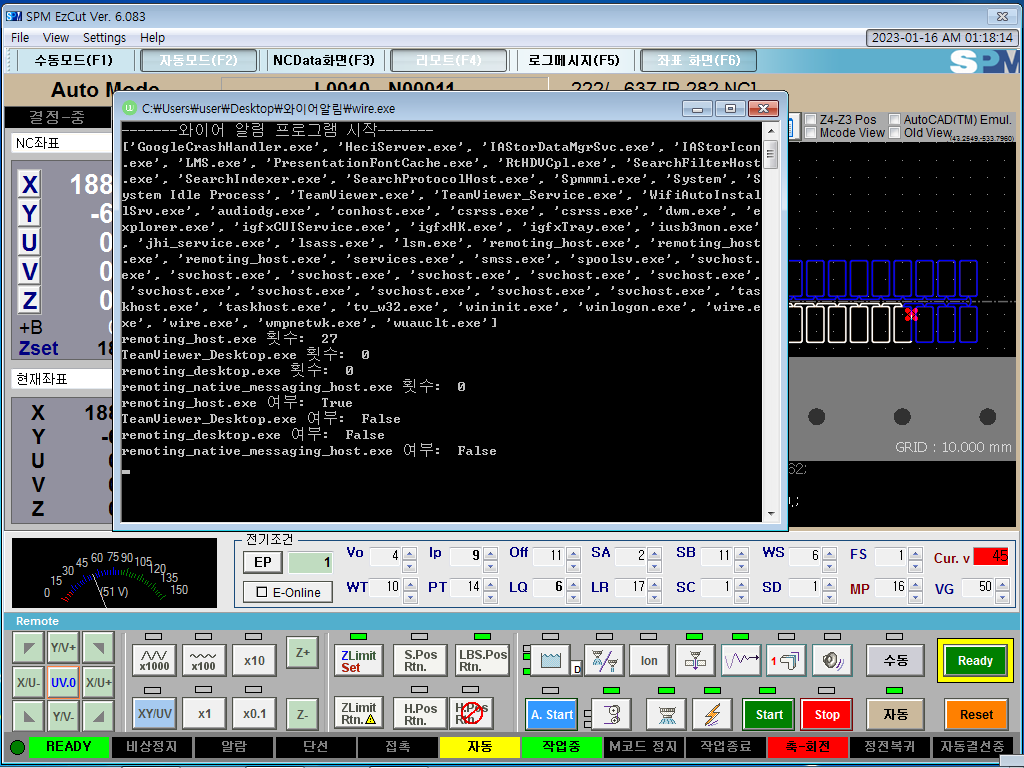 SPM EzCut Ver. 6.083
File View Settings Help
2023-01-16 AM 01:18:14
수동모드(F1) 자동모드(F2) NCData화면(F3) 리모트(F4) 로그메시지(F5) 좌표 화면(F6)
SPM
Auto Mode
결정-중
C:\Users\user\Desktop\와이어알림\wire.exe
Z4-Z3 Pos AutoCAD(TM) Emul.
Mcode View Old View
NC좌표
X 188
Y -6
U 0
V 0
Z 0
+B
Zset 18
현재좌표
X 188
Y
U
V
Z
-------와이어 알림 프로그램 시작-------
['GoogleCrashHandler.exe', 'HeciServer.exe', 'IAStorDataMgrSvc.exe', 'IAStorIcon
.exe', 'LMS.exe', 'PresentationFontCache.exe', 'RtHDVCpl.exe', 'SearchFilterHost
.exe', 'SearchIndexer.exe', 'SearchProtocolHost.exe', 'Spmmmi.exe', 'System', 'S
ystem Idle Process', 'TeamViewer.exe', 'TeamViewer_Service.exe', 'WifiAutoInstal
lSrv.exe', 'audiodg.exe', 'conhost.exe', 'csrss.exe', 'csrss.exe', 'dwm.exe', 'e
xplorer.exe', 'igfxCUIService.exe', 'igfxHK.exe', 'igfxTray.exe', 'iusb3mon.exe'
, 'jhi_service.exe', 'lsass.exe', 'lsm.exe', 'remoting_host.exe', 'remoting_host
.exe', 'remoting_host.exe', 'services.exe', 'smss.exe', 'spoolsv.exe', 'svchost.
exe', 'svchost.exe', 'svchost.exe', 'svchost.exe', 'svchost.exe', 'svchost.exe',
 'svchost.exe', 'svchost.exe', 'svchost.exe', 'svchost.exe', 'svchost.exe', 'tas
khost.exe', 'taskhost.exe', 'tv_w32.exe', 'wininit.exe', 'winlogon.exe', 'wire.e
xe', 'wire.exe', 'wmpnetwk.exe', 'wuauclt.exe']
remoting_host.exe 횟수: 27
TeamViewer_Desktop.exe 횟수: 0
remoting_desktop.exe 횟수: 0
remoting_native_messaging_host.exe 횟수: 0
remoting_host.exe 여부: True
TeamViewer_Desktop.exe 여부: False
remoting_desktop.exe 여부: False
remoting_native_messaging_host.exe 여부: False
GRID : 10.000 mm
전기조건
EP 1 Vo 4 Ip 9 Off 11 SA 2 SB 11 WS 6 FS 1 Cur. v 45
E-Online WT 10 PT 14 LQ 6 LR 17 SC 1 SD 1 MP 16 VG 50
0 15 30 45 60 75 90 105 120 135 150
(51 V)
Remote
Y/V+ x1000 x100 x10 Z+ ZLimit Set S.Pos Rtn. LBS.Pos Rtn. D Ion 1 수동 Ready
X/U- UV.0 X/U+
Y/V- XY/UV x1 x0.1 Z- ZLimit Rtn. H.Pos Rtn. A. Start Start Stop 자동 Reset
READY 비상정지 알람 단선 접촉 자동 작업중 M코드 정지 작업종료 축-회전 정전복귀 자동결선중